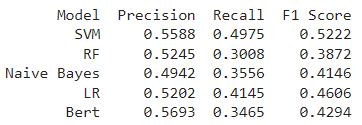 Model Precision Recall F1 Score
SVM 0.5588 0.4975 0.5222
RF 0.5245 0.3008 0.3872
Naive Bayes 0.4942 0.3556 0.4146
LR 0.5202 0.4145 0.4606
Bert 0.5693 0.3465 0.4294